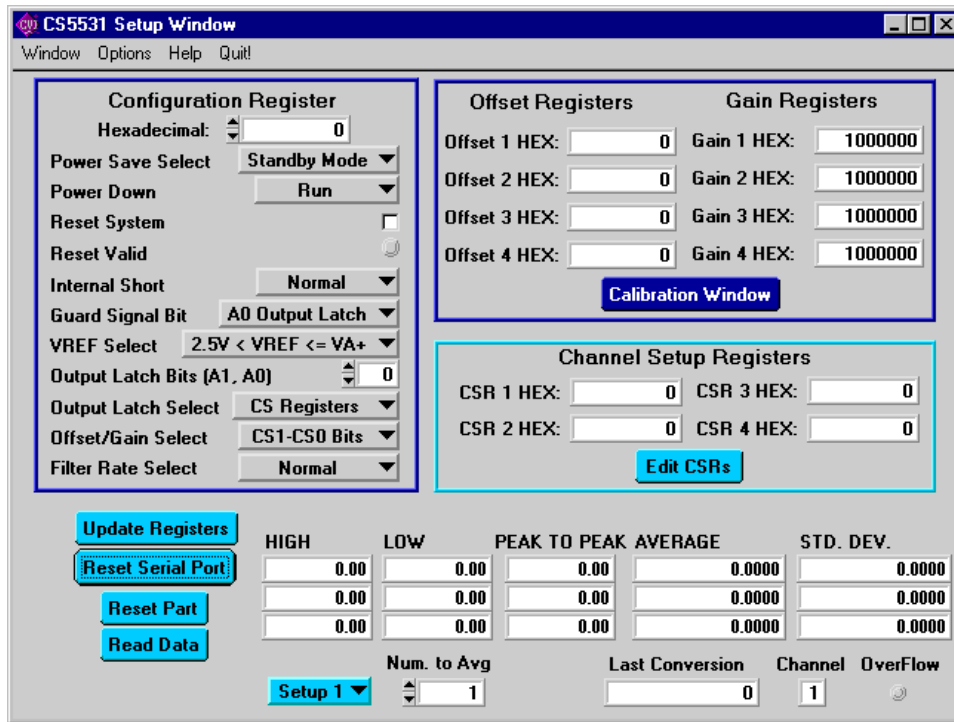 CS5531 Setup Window
Window Options Help Quit!
Configuration Register
Hexadecimal: 0
Power Save Select Standby Mode
Power Down Run
Reset System
Reset Valid
Internal Short Normal
Guard Signal Bit A0 Output Latch
VREF Select 2.5V < VREF <= VA+
Output Latch Bits (A1, A0) 0
Output Latch Select CS Registers
Offset/Gain Select CS1-CS0 Bits
Filter Rate Select Normal
Offset Registers Gain Registers
Offset 1 HEX: 0 Gain 1 HEX: 1000000
Offset 2 HEX: 0 Gain 2 HEX: 1000000
Offset 3 HEX: 0 Gain 3 HEX: 1000000
Offset 4 HEX: 0 Gain 4 HEX: 1000000
Calibration Window
Channel Setup Registers
CSR 1 HEX: 0 CSR 3 HEX: 0
CSR 2 HEX: 0 CSR 4 HEX: 0
Edit CSRs
Update Registers
Reset Serial Port
Reset Part
Read Data
HIGH LOW PEAK TO PEAK AVERAGE STD. DEV.
0.00 0.00 0.00 0.0000 0.0000
0.00 0.00 0.00 0.0000 0.0000
0.00 0.00 0.00 0.0000 0.0000
Num. to Avg Last Conversion Channel OverFlow
Setup 1 1 0 1